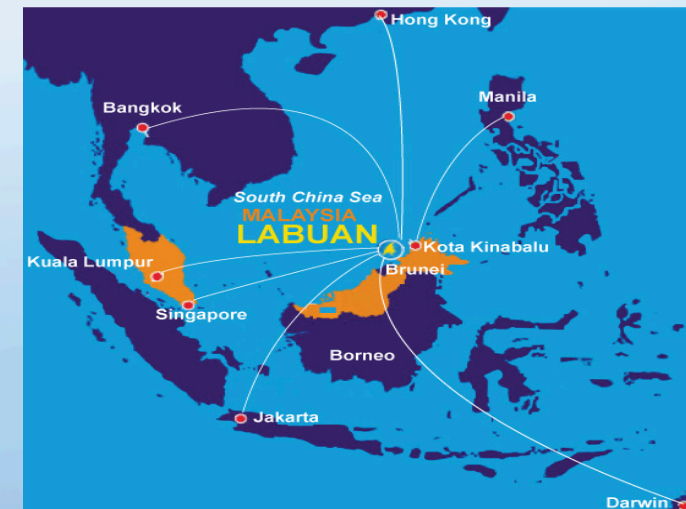 Hong Kong
Manila
Bangkok
South China Sea
MALAYSIA
LABUAN
Kota Kinabalu
Kuala Lumpur
Brunei
Singapore
Borneo
Jakarta
Darwin